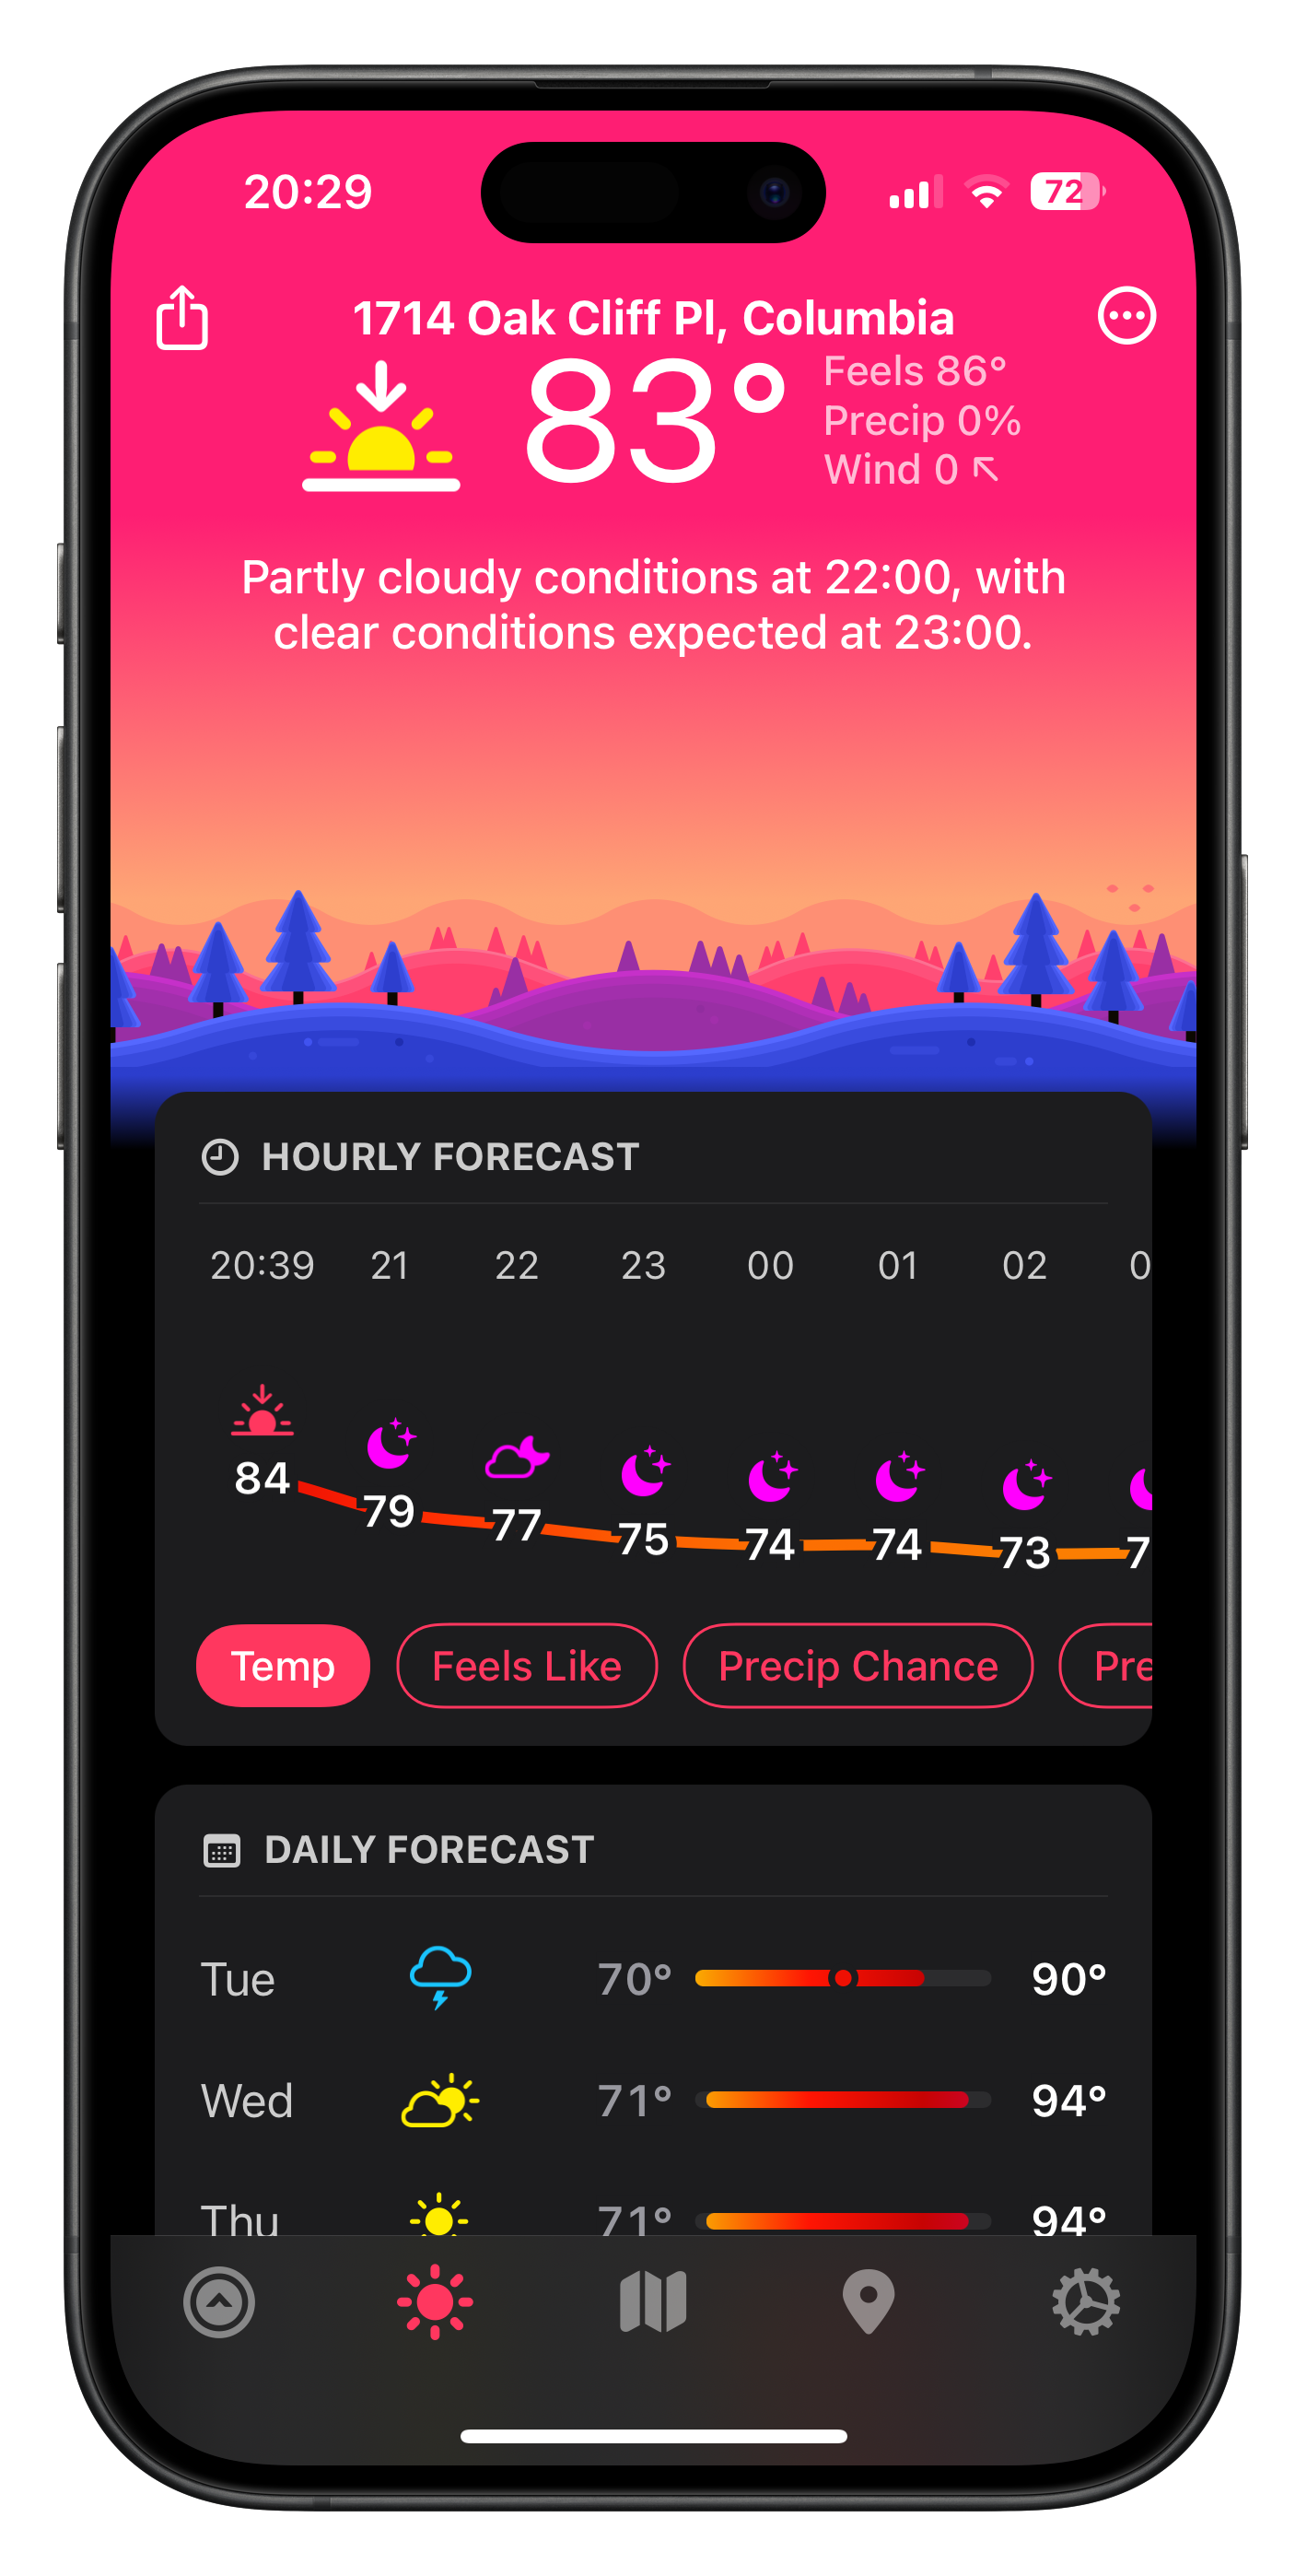 20:29
72
1714 Oak Cliff Pl, Columbia
83°
Feels 86°
Precip 0%
Wind 0 ↖
Partly cloudy conditions at 22:00, with
clear conditions expected at 23:00.
HOURLY FORECAST
20:39 21 22 23 00 01 02 0
84 79 77 75 74 74 73 7
Temp Feels Like Precip Chance Pre
DAILY FORECAST
Tue 70° 90°
Wed 71° 94°
Thu 71° 94°